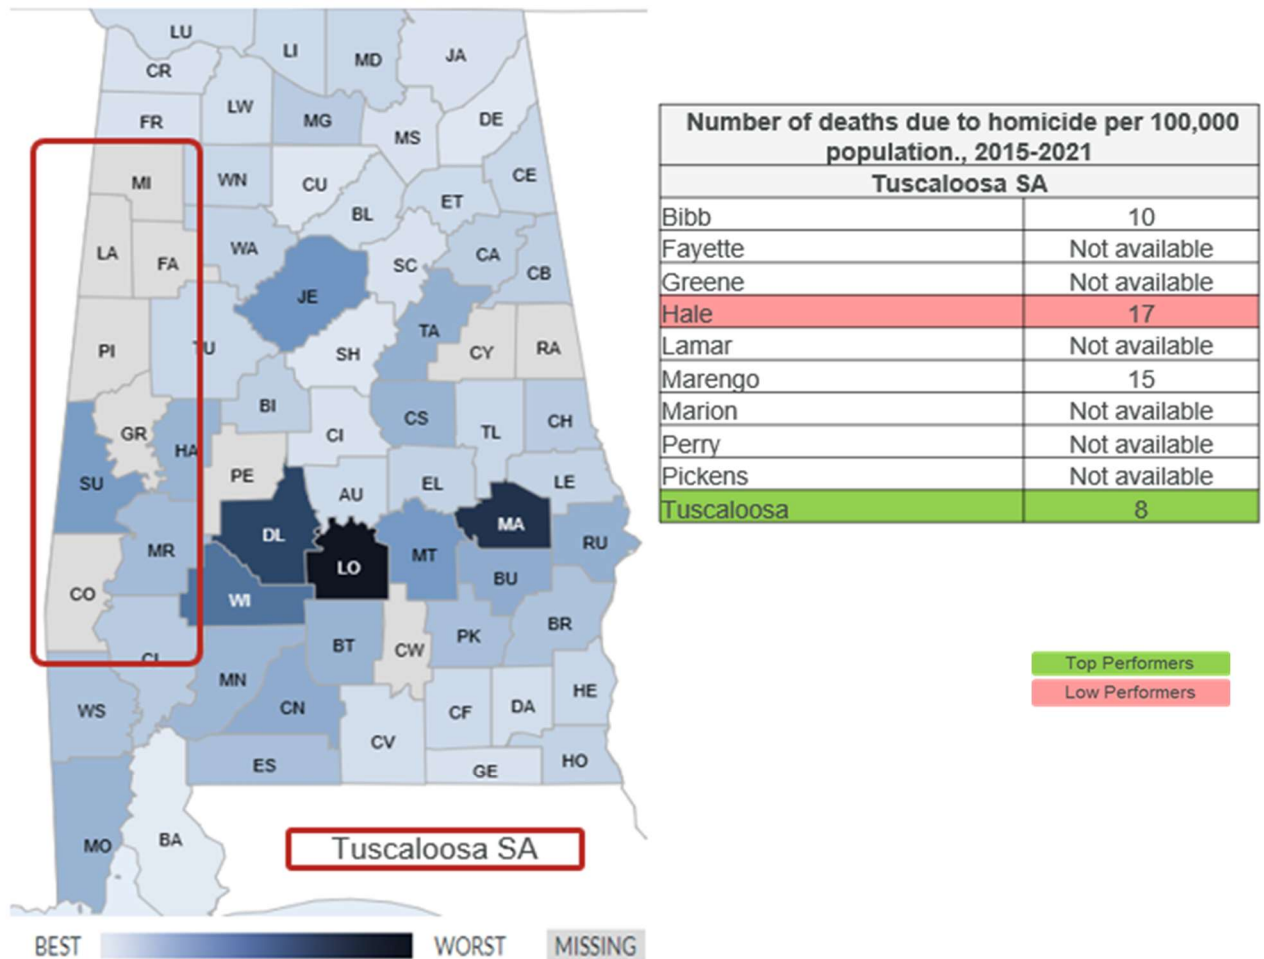 LU
LI
MD
JA
CR
LW
MG
FR
MS
DE
MI
WN
CU
CE
BL
ET
LA
FA
WA
SC
CA
CB
JE
TA
PI
TU
SH
CY
RA
BI
CS
CH
GR
HA
CI
TL
PE
SU
AU
EL
LE
DL
MA
MR
MT
RU
LO
BU
CO
WI
BT
CW
PK
BR
CL
MN
WS
CN
CF
DA
HE
CV
ES
GE
HO
MO
BA
Tuscaloosa SA
BEST WORST MISSING
Number of deaths due to homicide per 100,000
population., 2015-2021
Tuscaloosa SA
Bibb 10
Fayette Not available
Greene Not available
Hale 17
Lamar Not available
Marengo 15
Marion Not available
Perry Not available
Pickens Not available
Tuscaloosa 8
Top Performers
Low Performers